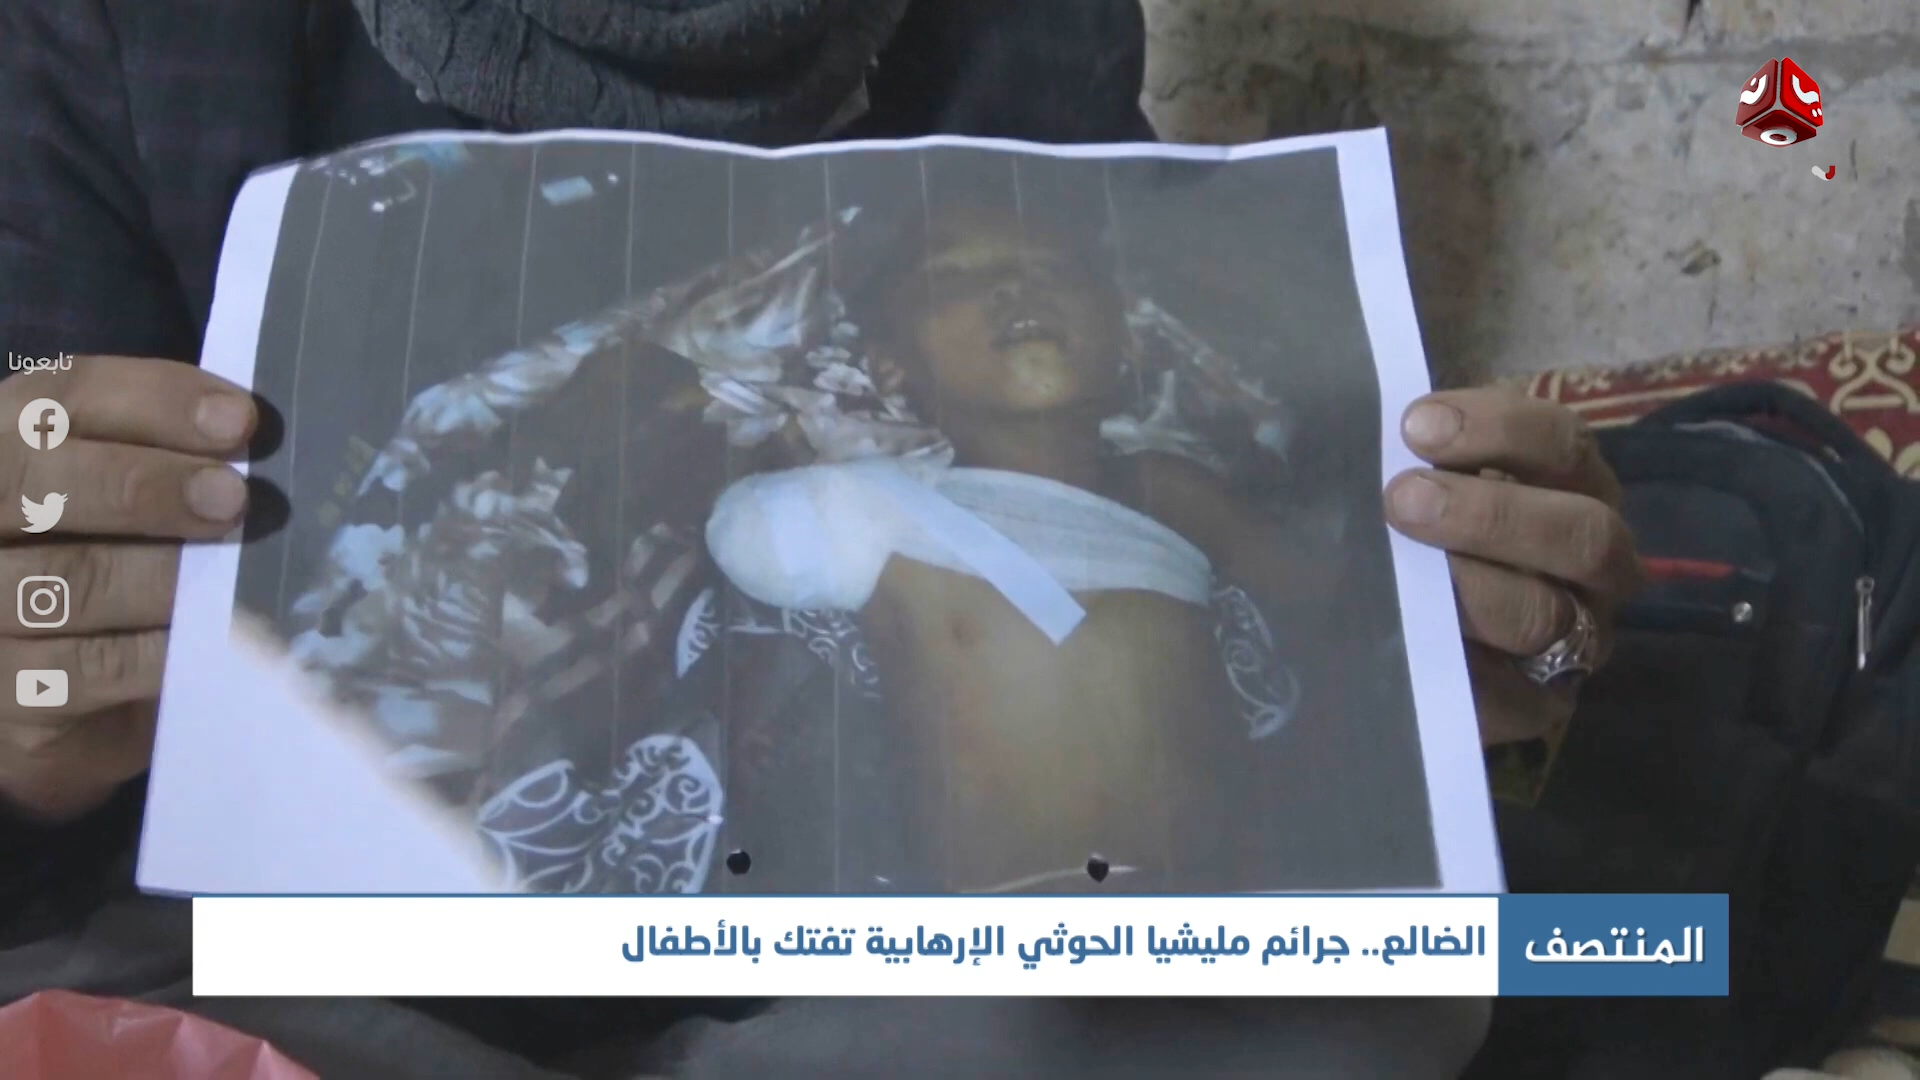 تابعونا
المنتصف
الضالع.. جرائم مليشيا الحوثي الإرهابية تفتك بالأطفال